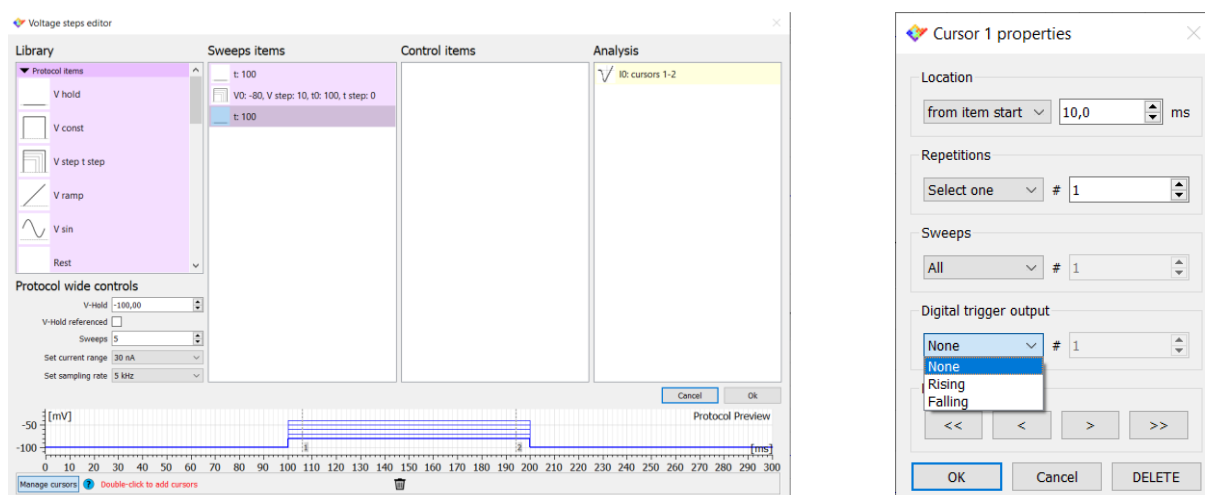 Voltage steps editor
Library
Sweeps items
Control items
Analysis
Protocol items
V hold
V const
V step t step
V ramp
V sin
Rest
t: 100
V0: -80, V step: 10, t0: 100, t step: 0
t: 100
I0: cursors 1-2
Protocol wide controls
V-Hold -100,00
V-Hold referenced
Sweeps 5
Set current range 30 nA
Set sampling rate 5 kHz
Cancel Ok
[mV]
Protocol Preview
-50
-100
1 2
[ms]
0 10 20 30 40 50 60 70 80 90 100 110 120 130 140 150 160 170 180 190 200 210 220 230 240 250 260 270 280 290 300
Manage cursors ? Double-click to add cursors
Cursor 1 properties
Location
from item start 10,0 ms
Repetitions
Select one # 1
Sweeps
All # 1
Digital trigger output
None # 1
None
Rising
Falling
<< < > >>
OK Cancel DELETE